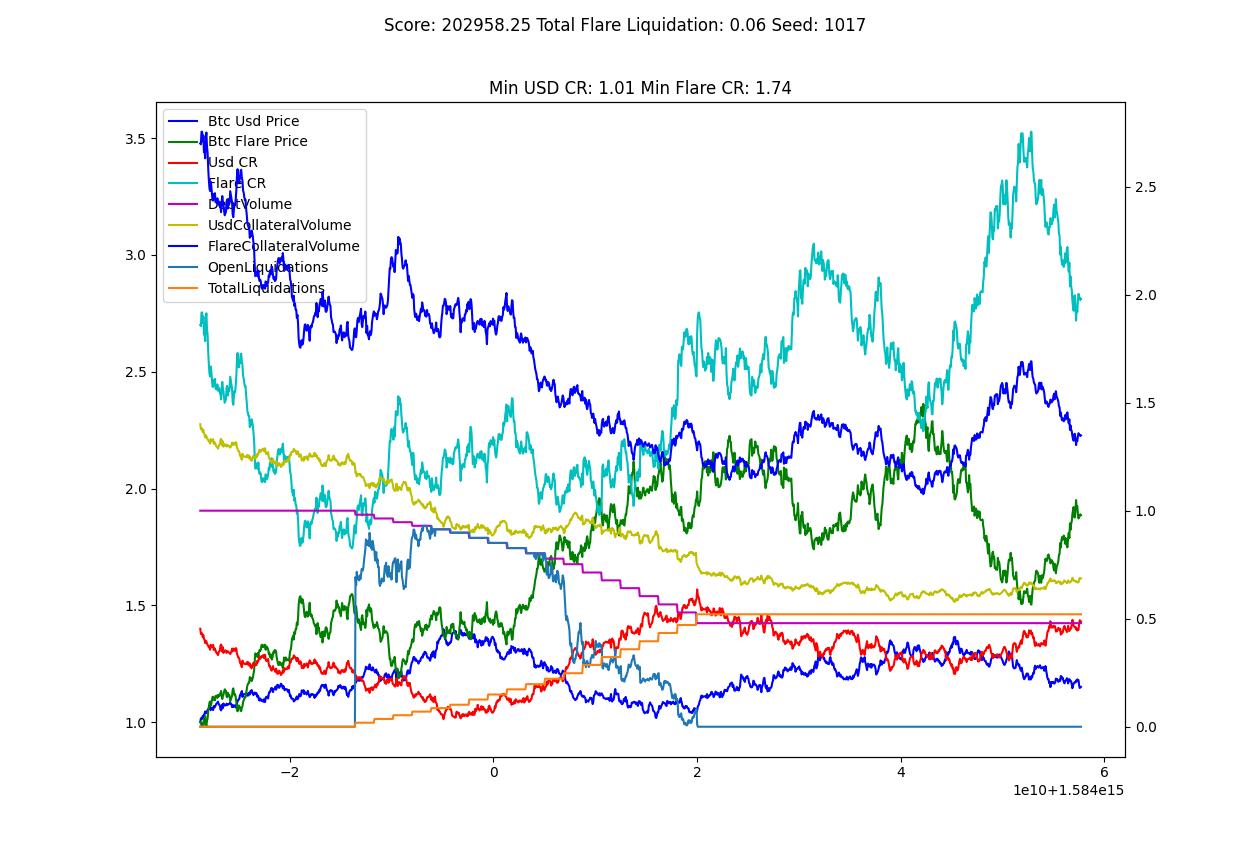 Score: 202958.25 Total Flare Liquidation: 0.06 Seed: 1017
Min USD CR: 1.01 Min Flare CR: 1.74
Btc Usd Price
Btc Flare Price
Usd CR
Flare CR
DebtVolume
UsdCollateralVolume
FlareCollateralVolume
OpenLiquidations
TotalLiquidations
3.5
3.0
2.5
2.0
1.5
1.0
2.5
2.0
1.5
1.0
0.5
0.0
−2
0
2
4
6
1e10+1.584e15